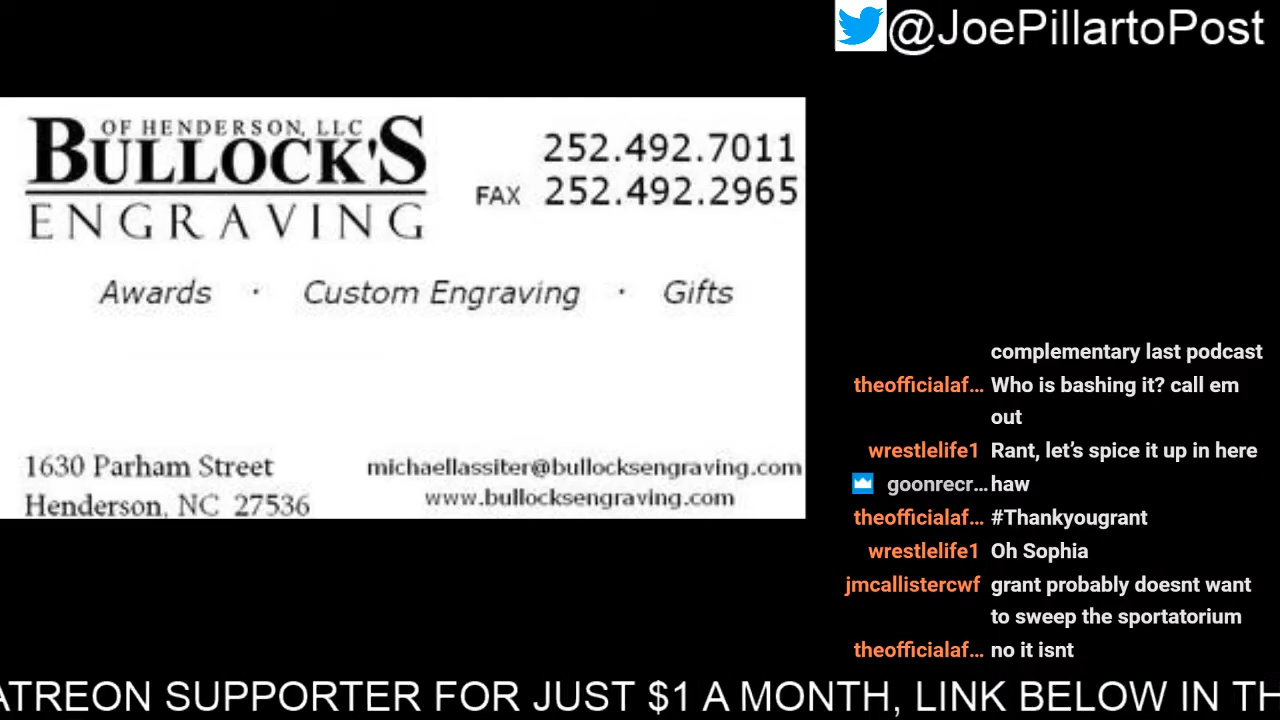 @JoePillartoPost
OF HENDERSON, LLC
BULLOCK'S
ENGRAVING
252.492.7011
FAX 252.492.2965
Awards · Custom Engraving · Gifts
1630 Parham Street
Henderson, NC 27536
michaellassiter@bullocksengraving.com
www.bullocksengraving.com
complementary last podcast
theofficialaf... Who is bashing it? call em
out
wrestlelife1 Rant, let's spice it up in here
goonrecr... haw
theofficialaf... #Thankyougrant
wrestlelife1 Oh Sophia
jmcallistercwf grant probably doesnt want
to sweep the sportatorium
theofficialaf... no it isnt
ATREON SUPPORTER FOR JUST $1 A MONTH, LINK BELOW IN TH